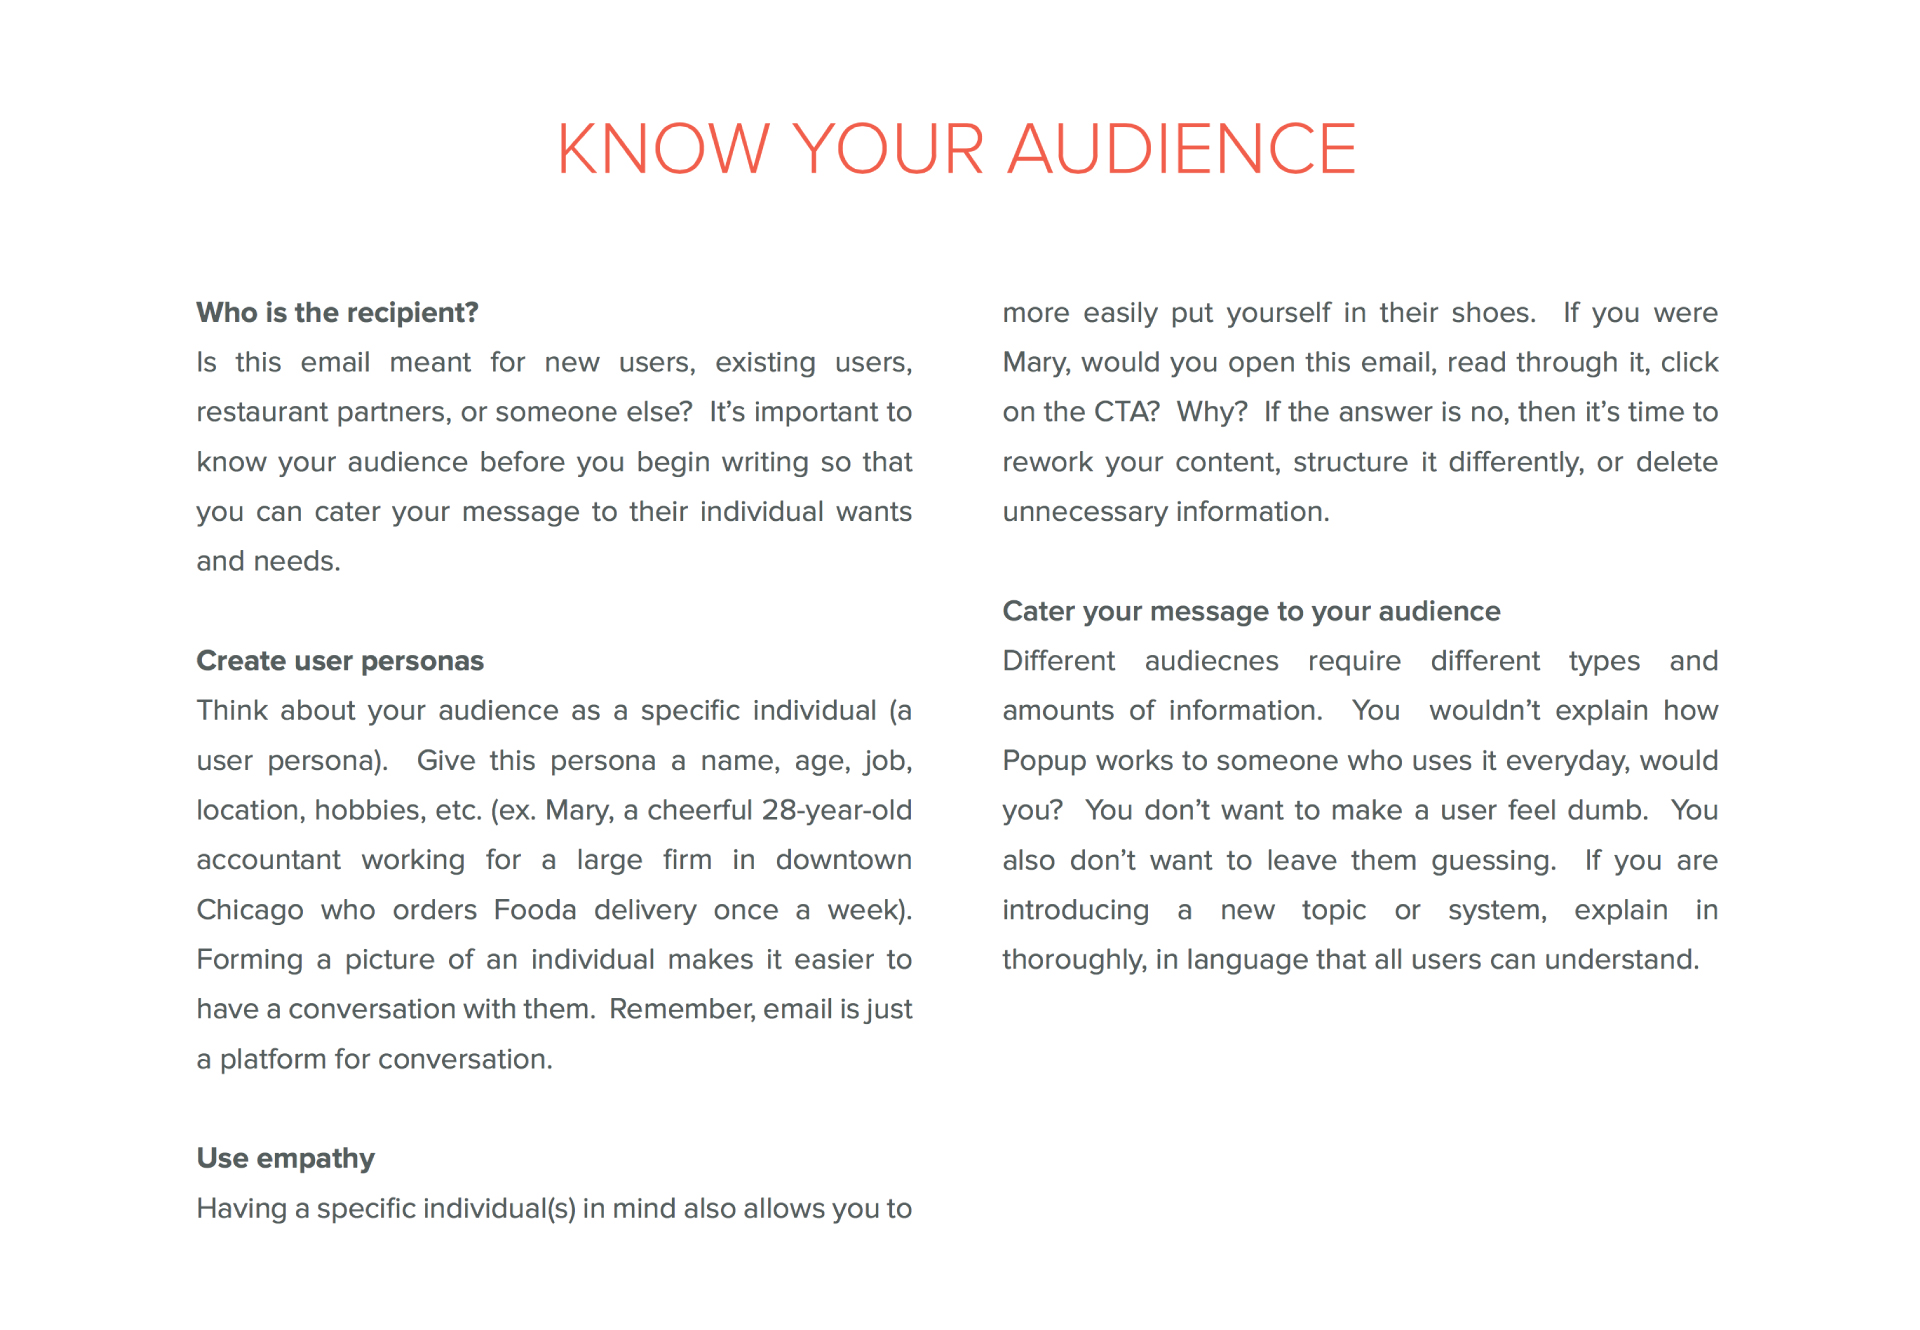 KNOW YOUR AUDIENCE
Who is the recipient?
Is this email meant for new users, existing users,
restaurant partners, or someone else?  It’s important to
know your audience before you begin writing so that
you can cater your message to their individual wants
and needs.
Create user personas
Think about your audience as a specific individual (a
user persona).  Give this persona a name, age, job,
location, hobbies, etc. (ex. Mary, a cheerful 28-year-old
accountant working for a large firm in downtown
Chicago who orders Fooda delivery once a week).
Forming a picture of an individual makes it easier to
have a conversation with them.  Remember, email is just
a platform for conversation.
Use empathy
Having a specific individual(s) in mind also allows you to
more easily put yourself in their shoes.  If you were
Mary, would you open this email, read through it, click
on the CTA?  Why?  If the answer is no, then it’s time to
rework your content, structure it differently, or delete
unnecessary information.
Cater your message to your audience
Different audiecnes require different types and
amounts of information.  You  wouldn’t explain how
Popup works to someone who uses it everyday, would
you?  You don’t want to make a user feel dumb.  You
also don’t want to leave them guessing.  If you are
introducing a new topic or system, explain in
thoroughly, in language that all users can understand.